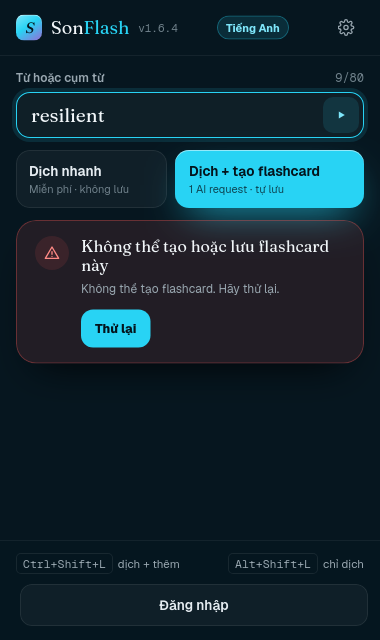 S SonFlash v1.6.4 Tiếng Anh
Từ hoặc cụm từ 9/80
resilient
Dịch nhanh
Miễn phí · không lưu
Dịch + tạo flashcard
1 AI request · tự lưu
Không thể tạo hoặc lưu flashcard
này
Không thể tạo flashcard. Hãy thử lại.
Thử lại
Ctrl+Shift+L dịch + thêm Alt+Shift+L chỉ dịch
Đăng nhập